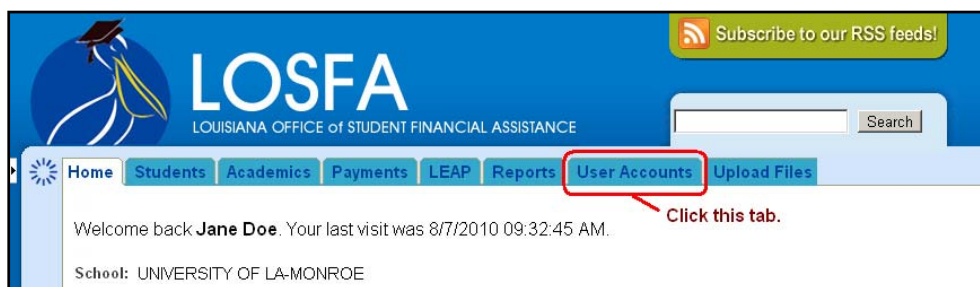 Subscribe to our RSS feeds!
LOSFA
LOUISIANA OFFICE of STUDENT FINANCIAL ASSISTANCE
Search
Home Students Academics Payments LEAP Reports User Accounts Upload Files
Click this tab.
Welcome back Jane Doe. Your last visit was 8/7/2010 09:32:45 AM.
School: UNIVERSITY OF LA-MONROE